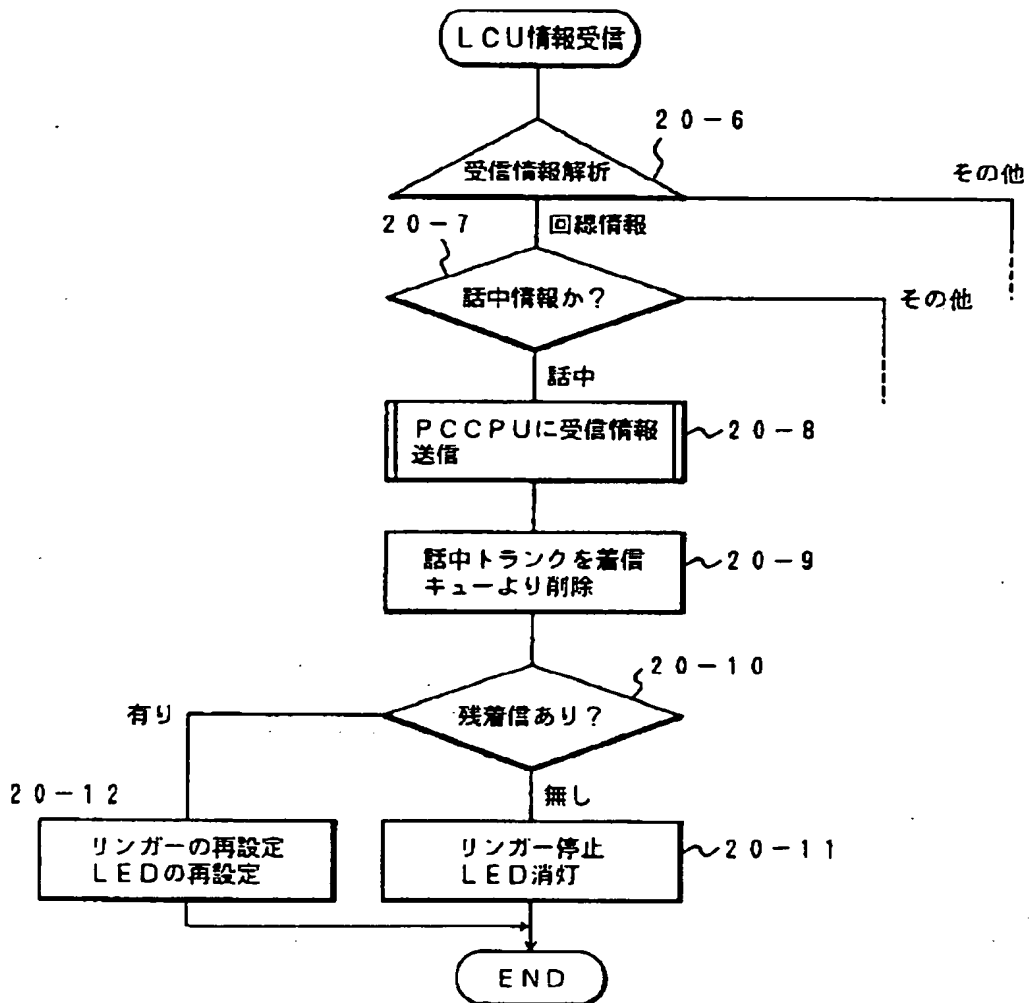 LCU情報受信
20-6
受信情報解析
その他
20-7
回線情報
話中情報か?
その他
話中
PCCPUに受信情報
送信
20-8
話中トランクを着信
キューより削除
20-9
20-10
残着信あり?
有り
無し
20-12
リンガーの再設定
LEDの再設定
リンガー停止
LED消灯
20-11
END